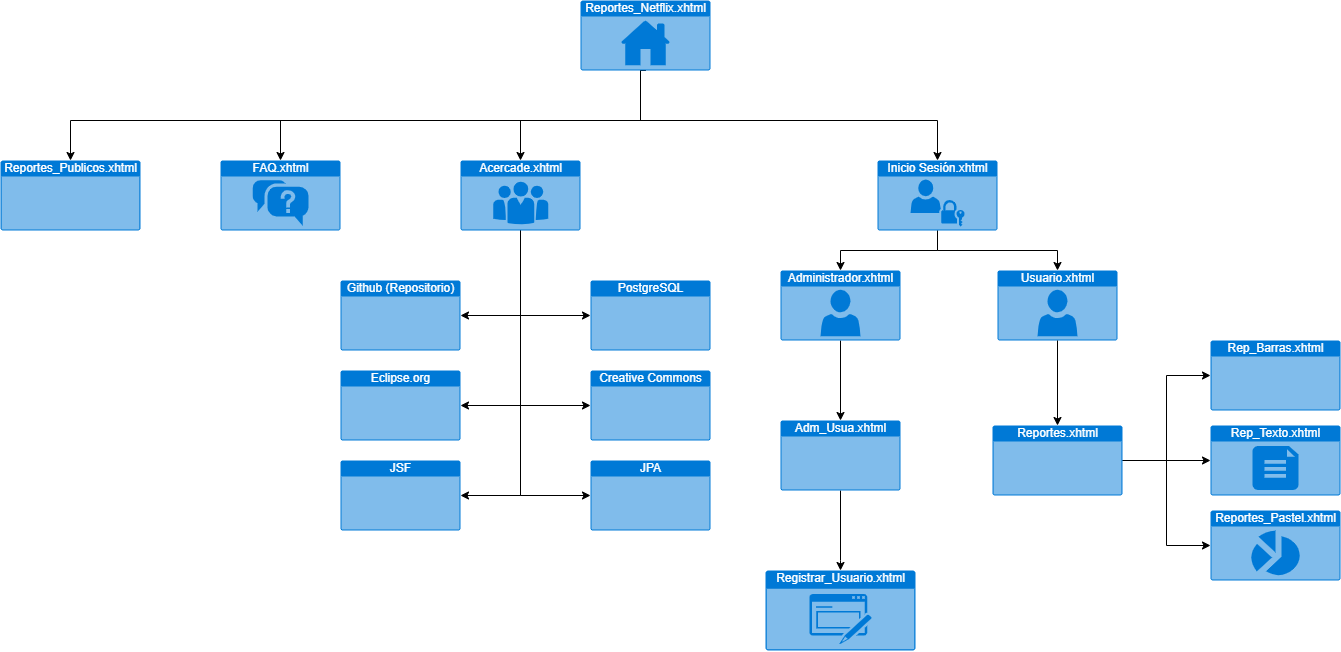 Reportes_Netflix.xhtml
Reportes_Publicos.xhtml
FAQ.xhtml
?
Acercade.xhtml
Inicio Sesión.xhtml
Github (Repositorio)
PostgreSQL
Eclipse.org
Creative Commons
JSF
JPA
Administrador.xhtml
Usuario.xhtml
Adm_Usua.xhtml
Registrar_Usuario.xhtml
Reportes.xhtml
Rep_Barras.xhtml
Rep_Texto.xhtml
Reportes_Pastel.xhtml